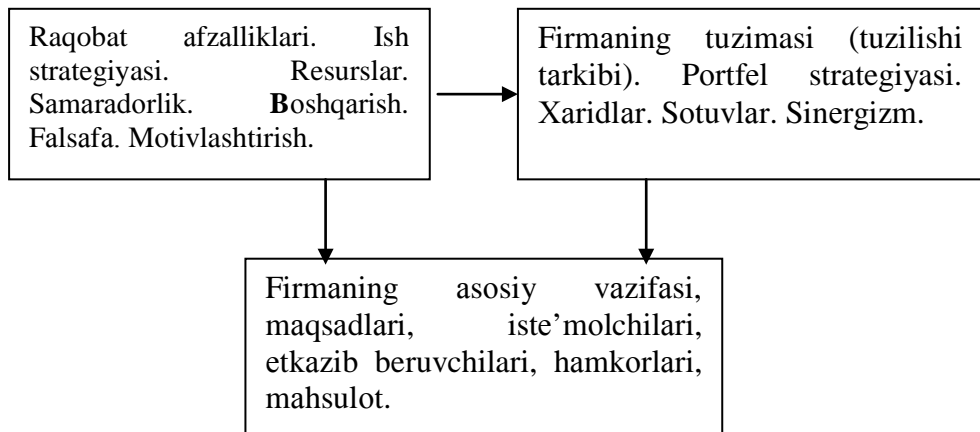 Raqobat afzalliklari. Ish
strategiyasi. Resurslar.
Samaradorlik. Boshqarish.
Falsafa. Motivlashtirish.
Firmaning tuzimasi (tuzilishi
tarkibi). Portfel strategiyasi.
Xaridlar. Sotuvlar. Sinergizm.
Firmaning asosiy vazifasi,
maqsadlari, iste’molchilari,
etkazib beruvchilari, hamkorlari,
mahsulot.